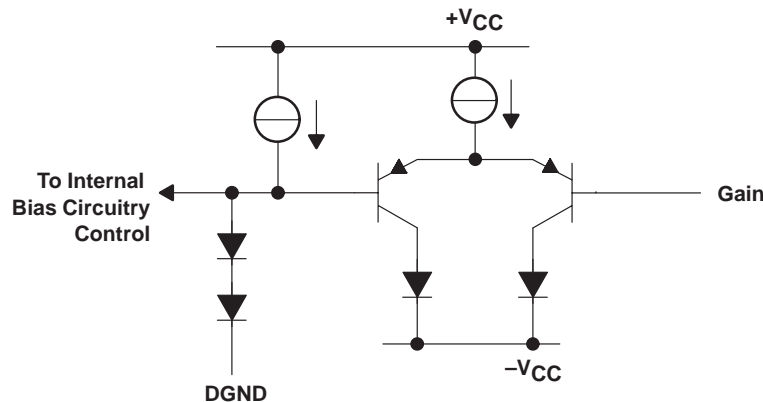 +VCC
To Internal
Bias Circuitry
Control
Gain
–VCC
DGND